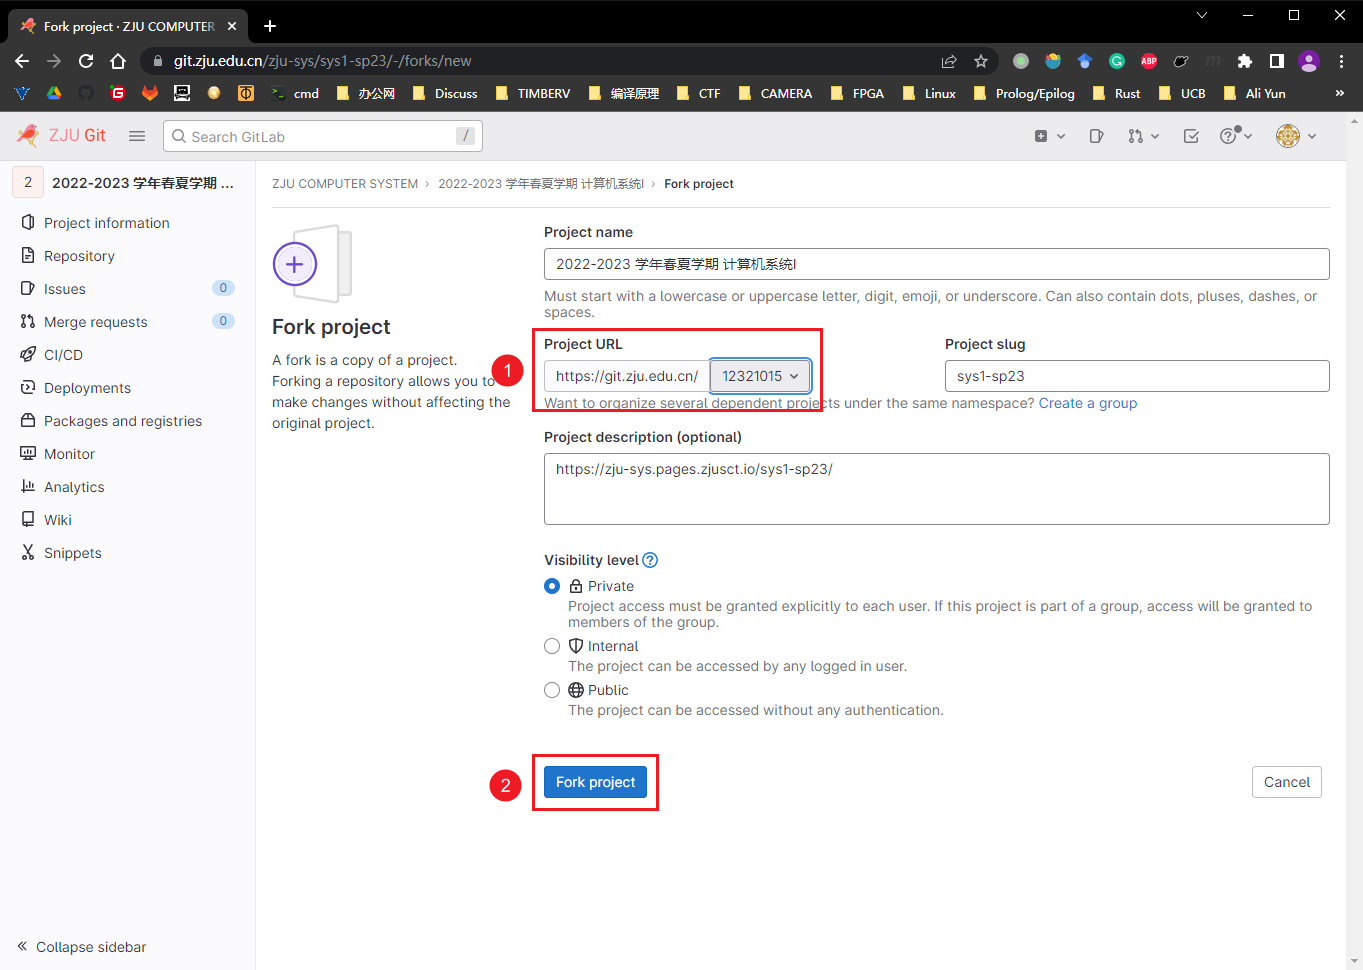 Fork project · ZJU COMPUTER
git.zju.edu.cn/zju-sys/sys1-sp23/-/forks/new
ABP
cmd
办公网
Discuss
TIMBERV
编译原理
CTF
CAMERA
FPGA
Linux
Prolog/Epilog
Rust
UCB
Ali Yun
»
ZJU Git
Search GitLab
/
2
2022-2023 学年春夏学期 ...
Project information
Repository
Issues 0
Merge requests 0
CI/CD
Deployments
Packages and registries
Monitor
Analytics
Wiki
Snippets
Collapse sidebar
ZJU COMPUTER SYSTEM › 2022-2023 学年春夏学期 计算机系统I › Fork project
Fork project
A fork is a copy of a project.
Forking a repository allows you to
make changes without affecting the
original project.
Project name
2022-2023 学年春夏学期 计算机系统I
Must start with a lowercase or uppercase letter, digit, emoji, or underscore. Can also contain dots, pluses, dashes, or
spaces.
1
Project URL
https://git.zju.edu.cn/ 12321015
Project slug
sys1-sp23
Want to organize several dependent projects under the same namespace? Create a group
Project description (optional)
https://zju-sys.pages.zjusct.io/sys1-sp23/
Visibility level
Private
Project access must be granted explicitly to each user. If this project is part of a group, access will be granted to
members of the group.
Internal
The project can be accessed by any logged in user.
Public
The project can be accessed without any authentication.
2
Fork project
Cancel